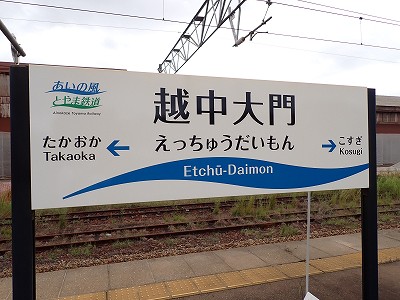 あいの風
とやま鉄道
Ainokaze Toyama Railway
越中大門
えっちゅうだいもん
たかおか
Takaoka
こすぎ
Kosugi
Etchū-Daimon